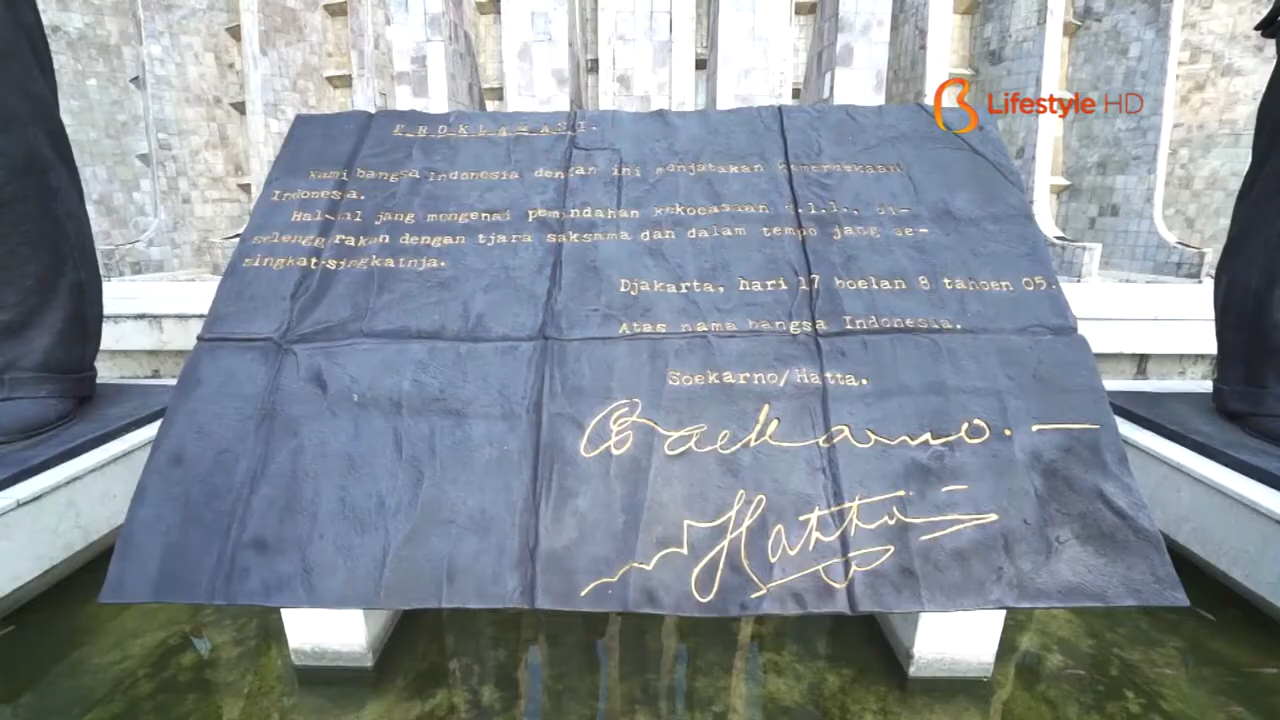 Lifestyle HD
P R O K L A M A S I.
Kami bangsa Indonesia dengan ini menjatakan kemerdekaan
Indonesia.
Hal-hal jang mengenai pemindahan kekoeasaan d.l.l., di-
selenggarakan dengan tjara saksama dan dalam tempo jang se-
singkat-singkatnja.
Djakarta, hari 17 boelan 8 tahoen 05.
Atas nama bangsa Indonesia.
Soekarno/Hatta.
Soekarno.—
Hatta